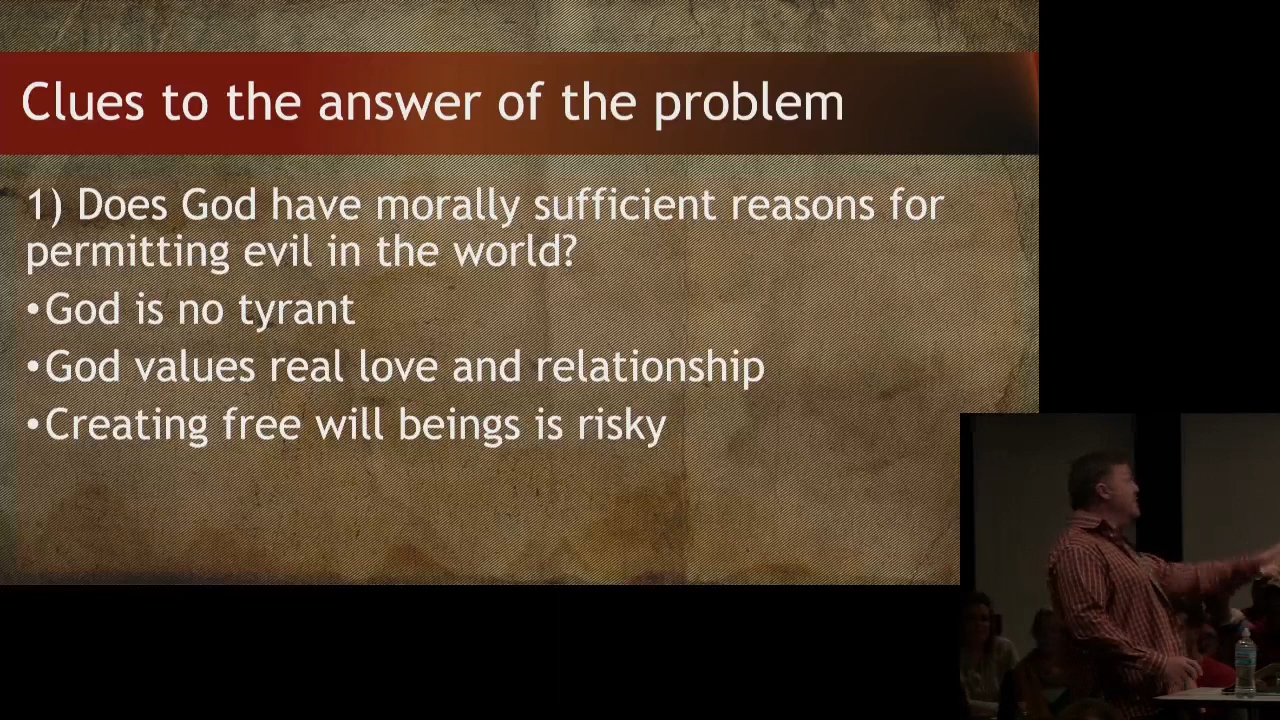 Clues to the answer of the problem
1) Does God have morally sufficient reasons for
permitting evil in the world?
•God is no tyrant
•God values real love and relationship
•Creating free will beings is risky